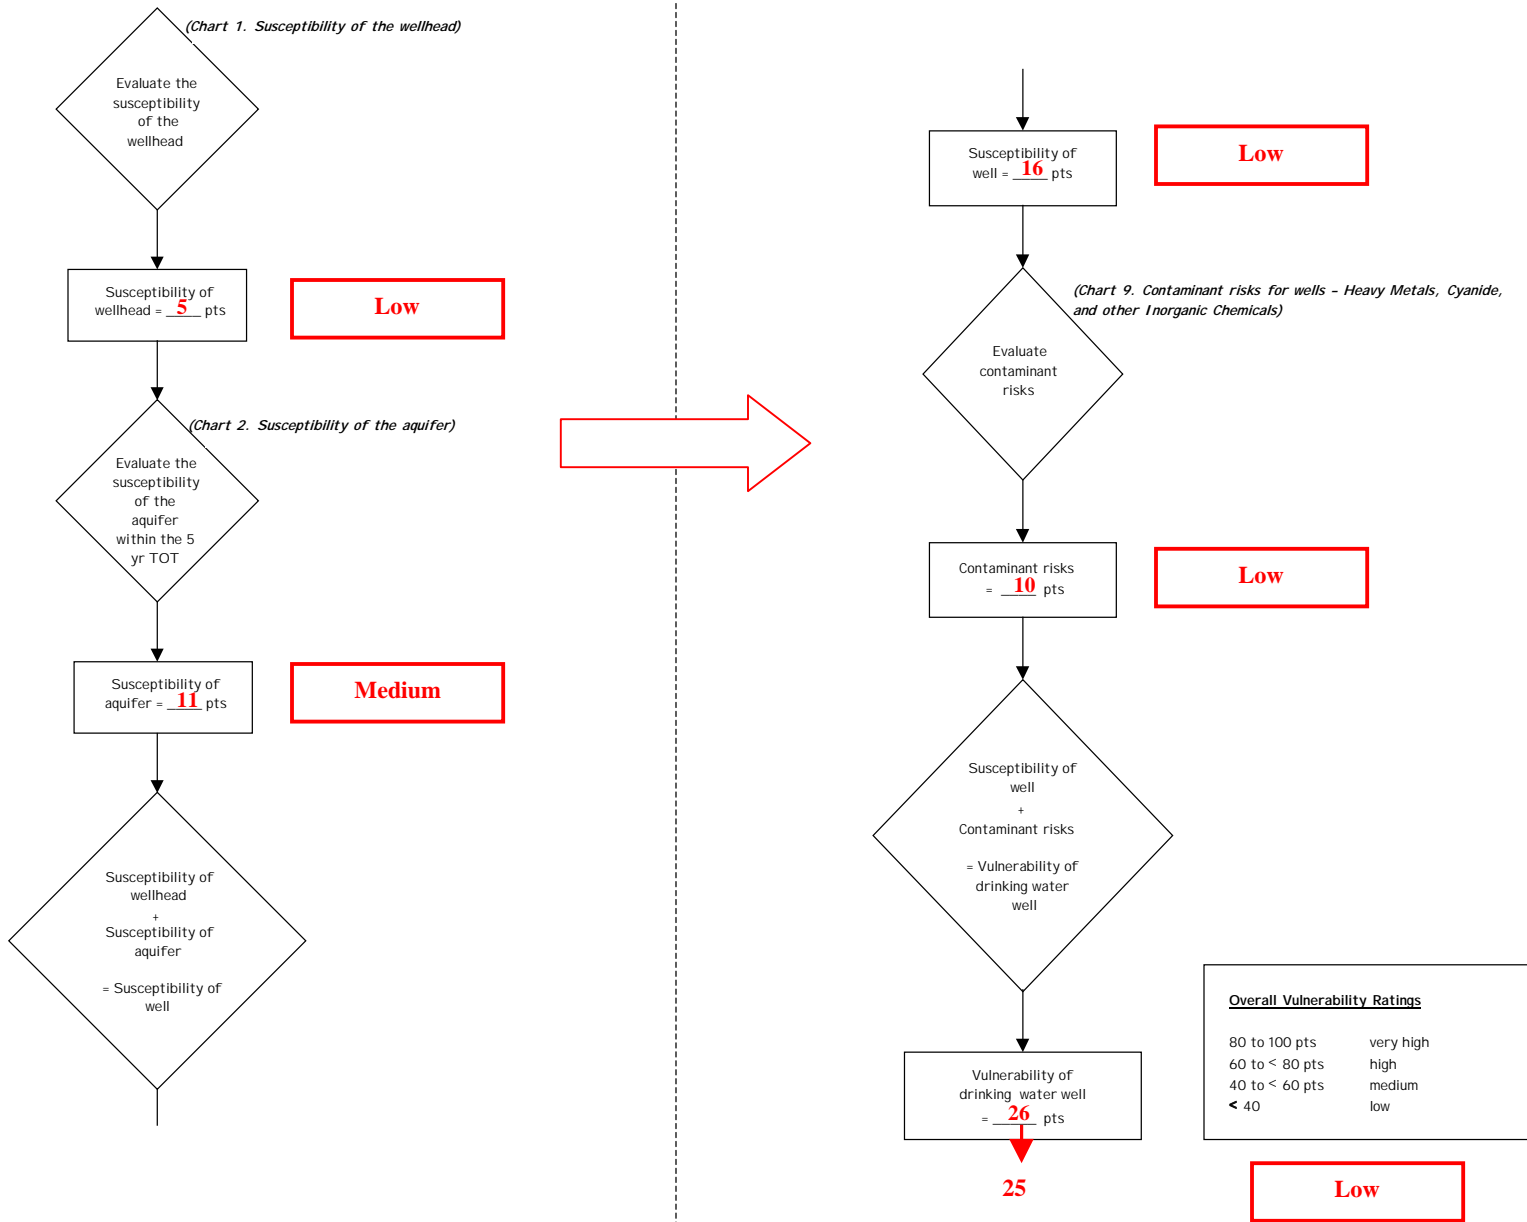 (Chart 1. Susceptibility of the wellhead)
Evaluate the
susceptibility
of the
wellhead
Susceptibility of
wellhead = 5 pts
Low
(Chart 2. Susceptibility of the aquifer)
Evaluate the
susceptibility
of the
aquifer
within the 5
yr TOT
Susceptibility of
aquifer = 11 pts
Medium
Susceptibility of
wellhead
+
Susceptibility of
aquifer
= Susceptibility of
well
Susceptibility of
well = 16 pts
Low
(Chart 9. Contaminant risks for wells – Heavy Metals, Cyanide,
and other Inorganic Chemicals)
Evaluate
contaminant
risks
Contaminant risks
= 10 pts
Low
Susceptibility of
well
+
Contaminant risks
= Vulnerability of
drinking water
well
Vulnerability of
drinking water well
= 26 pts
25
Overall Vulnerability Ratings
80 to 100 pts very high
60 to < 80 pts high
40 to < 60 pts medium
< 40 low
Low